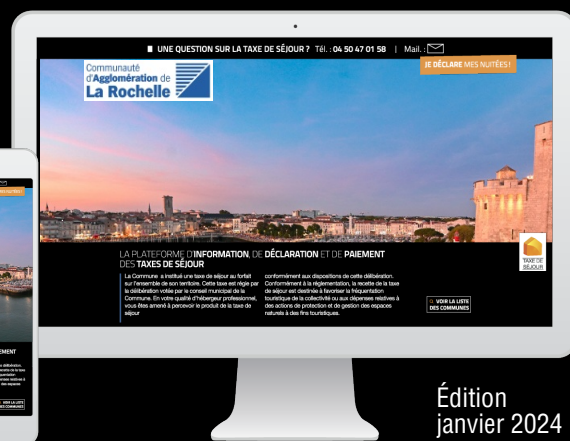 UNE QUESTION SUR LA TAXE DE SÉJOUR ? Tél. : 04 50 47 01 58 | Mail. :
JE DÉCLARE MES NUITÉES !
Communauté
d'Agglomération de
La Rochelle
LA PLATEFORME D'INFORMATION, DE DÉCLARATION ET DE PAIEMENT
DES TAXES DE SÉJOUR
La Commune a institué une taxe de séjour au forfait
sur l'ensemble de son territoire. Cette taxe est régie par
la délibération votée par le conseil municipal de la
Commune. En votre qualité d'hébergeur professionnel,
vous êtes amené à percevoir le produit de la taxe de
séjour
conformément aux dispositions de cette délibération.
Conformément à la réglementation, la recette de la taxe
de séjour est destinée à favoriser la fréquentation
touristique de la collectivité ou aux dépenses relatives à
des actions de protection et de gestion des espaces
naturels à des fins touristiques.
TAXE DE
SÉJOUR
VOIR LA LISTE
DES COMMUNES
EMENT
VOIR LA LISTE
DES COMMUNES
Édition
janvier 2024